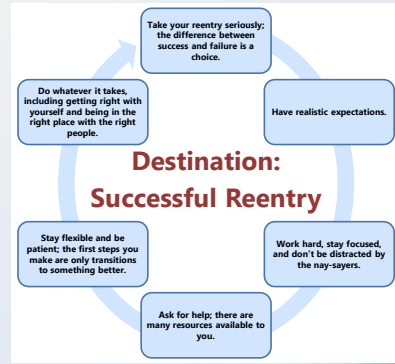 Take your reentry seriously;
the difference between
success and failure is a
choice.
Have realistic expectations.
Work hard, stay focused,
and don't be distracted by
the nay-sayers.
Ask for help; there are
many resources available to
you.
Stay flexible and be
patient; the first steps you
make are only transitions
to something better.
Do whatever it takes,
including getting right with
yourself and being in the
right place with the right
people.
Destination:
Successful Reentry